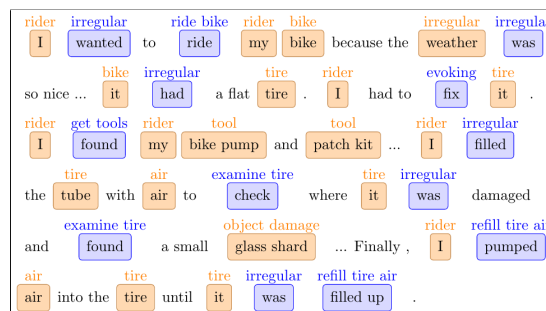 rider irregular ride bike rider bike irregular irregula
I wanted to ride my bike because the weather was
bike irregular tire rider evoking tire
so nice ... it had a flat tire . I had to fix it .
rider get tools rider tool tool rider irregular
I found my bike pump and patch kit ... I filled
tire air examine tire tire irregular
the tube with air to check where it was damaged
examine tire object damage rider refill tire ai
and found a small glass shard ... Finally , I pumped
air tire tire irregular refill tire air
air into the tire until it was filled up .